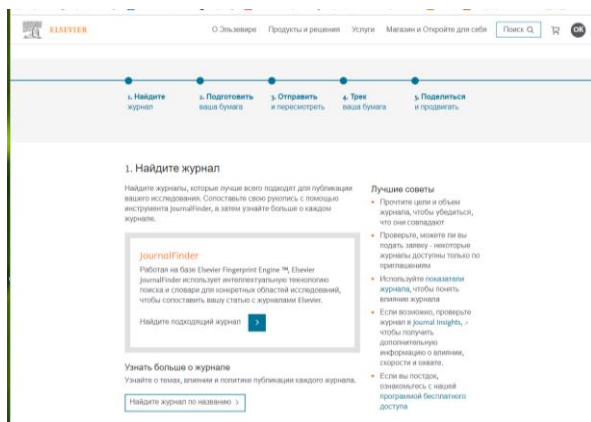 ELSEVIER
О Эльзевире Продукты и решения Услуги Магазин и Откройте для себя Поиск
OK
1. Найдите
журнал
2. Подготовить
ваша бумага
3. Отправить
и пересмотреть
4. Трек
ваша бумага
5. Поделиться
и продвигать
1. Найдите журнал
Найдите журналы, которые лучше всего подходят для публикации
вашего исследования. Сопоставьте свою рукопись с помощью
инструмента JournalFinder, а затем узнайте больше о каждом
журнале.
JournalFinder
Работая на базе Elsevier Fingerprint Engine ™, Elsevier
JournalFinder использует интеллектуальную технологию
поиска и словари для конкретных областей исследований,
чтобы сопоставить вашу статью с журналами Elsevier.
Найдите подходящий журнал >
Узнать больше о журнале
Узнайте о темах, влиянии и политике публикации каждого журнала.
Найдите журнал по названию >
Лучшие советы
• Прочтите цели и объем
журнала, чтобы убедиться,
что они совпадают
• Проверьте, можете ли вы
подать заявку - некоторые
журналы доступны только по
приглашениям
• Используйте показатели
журнала, чтобы понять
влияние журнала
• Если возможно, проверьте
журнал в Journal Insights, >
чтобы получить
дополнительную
информацию о влиянии,
скорости и охвате.
• Если вы постдок,
ознакомьтесь с нашей
программой бесплатного
доступа